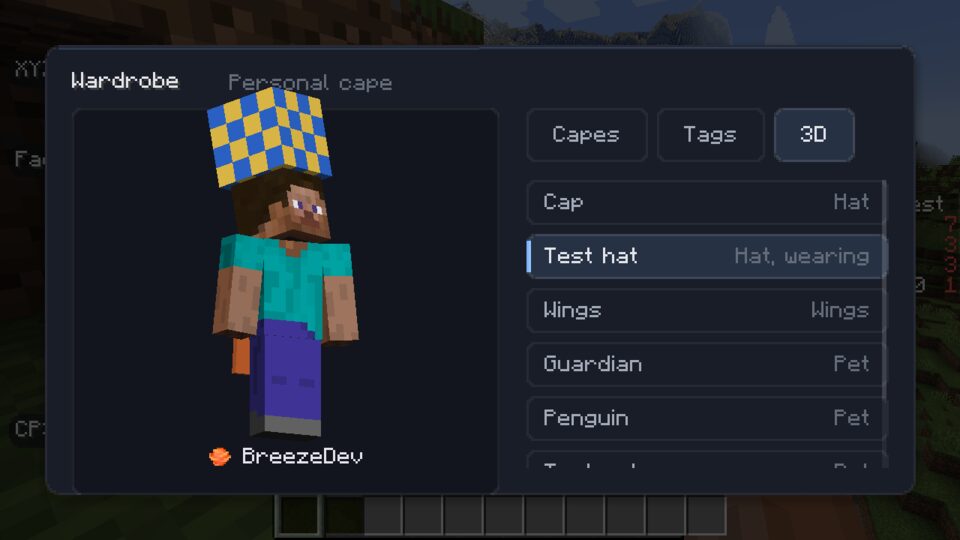 Wardrobe Personal cape
Capes Tags 3D
Cap Hat
Test hat Hat, wearing
Wings Wings
Guardian Pet
Penguin Pet
BreezeDev